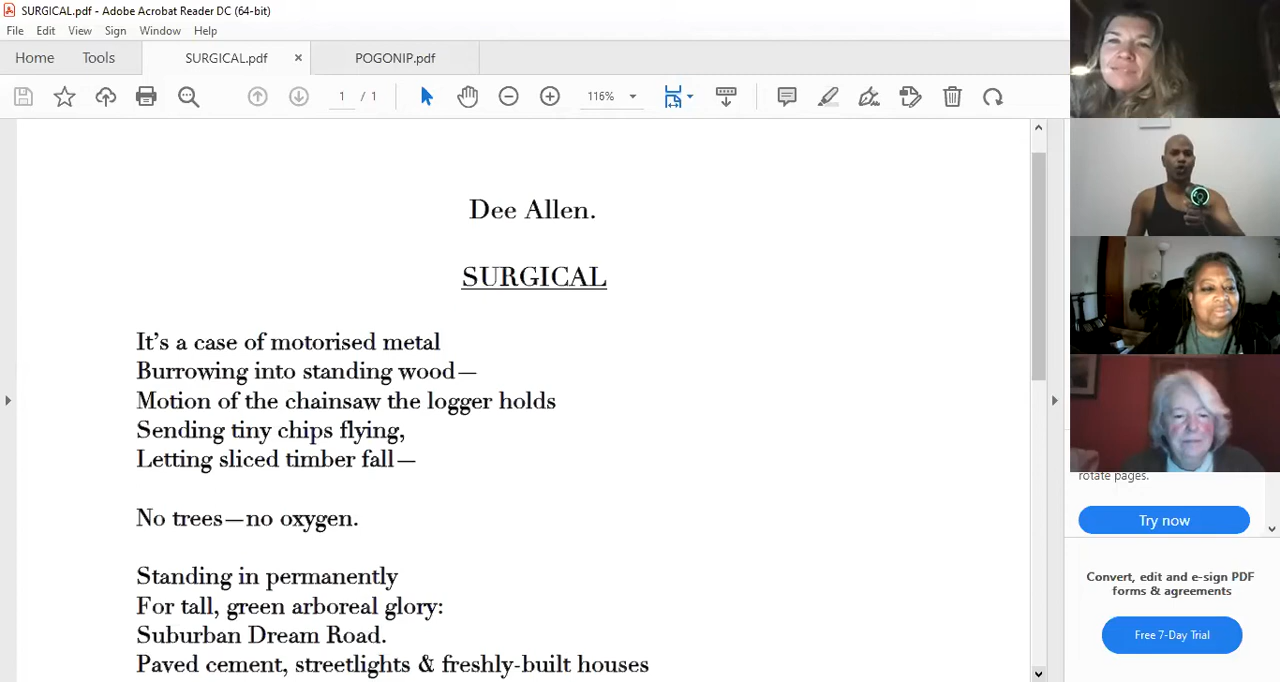 SURGICAL.pdf - Adobe Acrobat Reader DC (64-bit)
File Edit View Sign Window Help
Home Tools SURGICAL.pdf × POGONIP.pdf
1 / 1 116%
Dee Allen.
SURGICAL
It's a case of motorised metal
Burrowing into standing wood—
Motion of the chainsaw the logger holds
Sending tiny chips flying,
Letting sliced timber fall—
No trees—no oxygen.
Standing in permanently
For tall, green arboreal glory:
Suburban Dream Road.
Paved cement, streetlights & freshly-built houses
rotate pages.
Try now
Convert, edit and e-sign PDF
forms & agreements
Free 7-Day Trial